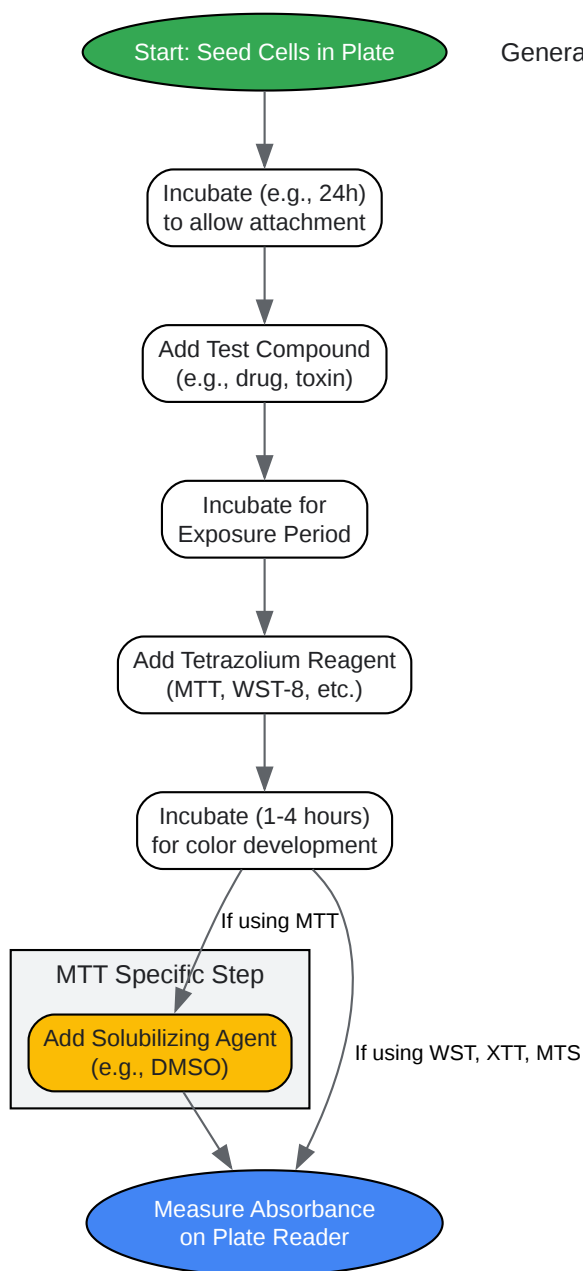 Start: Seed Cells in Plate
Genera
Incubate (e.g., 24h)
to allow attachment
Add Test Compound
(e.g., drug, toxin)
Incubate for
Exposure Period
Add Tetrazolium Reagent
(MTT, WST-8, etc.)
Incubate (1-4 hours)
for color development
If using MTT
MTT Specific Step
Add Solubilizing Agent
(e.g., DMSO)
If using WST, XTT, MTS
Measure Absorbance
on Plate Reader